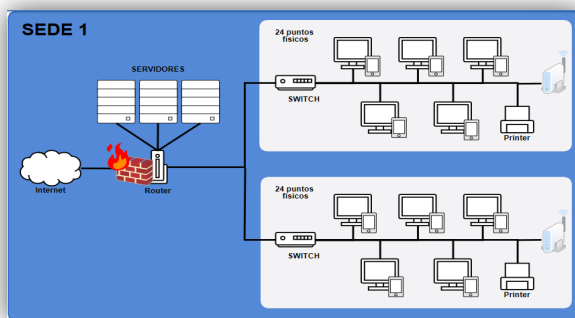 SEDE 1
24 puntos
físicos
SERVIDORES
SWITCH
Printer
Internet
Router
24 puntos
físicos
SWITCH
Printer